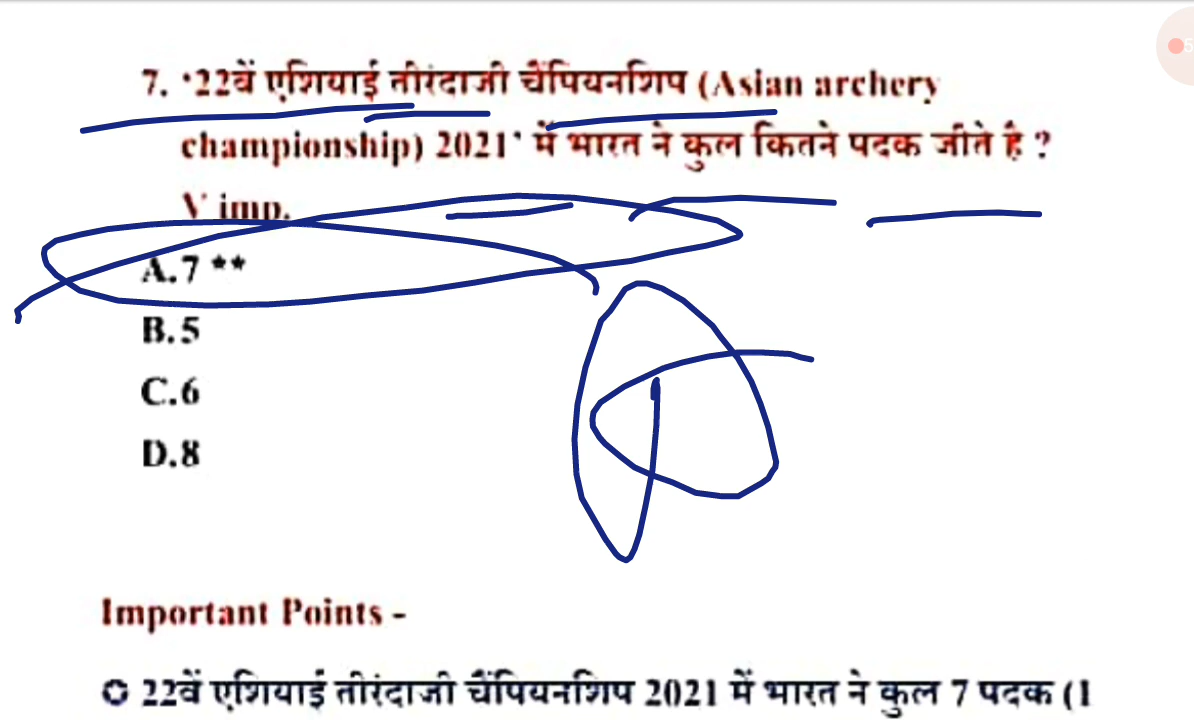 7. '22वें एशियाई तीरंदाजी चैंपियनशिप (Asian archery
championship) 2021' में भारत ने कुल कितने पदक जीते है ?
V imp.
A.7 **
B.5
C.6
D.8
Important Points -
22वें एशियाई तीरंदाजी चैंपियनशिप 2021 में भारत ने कुल 7 पदक (1